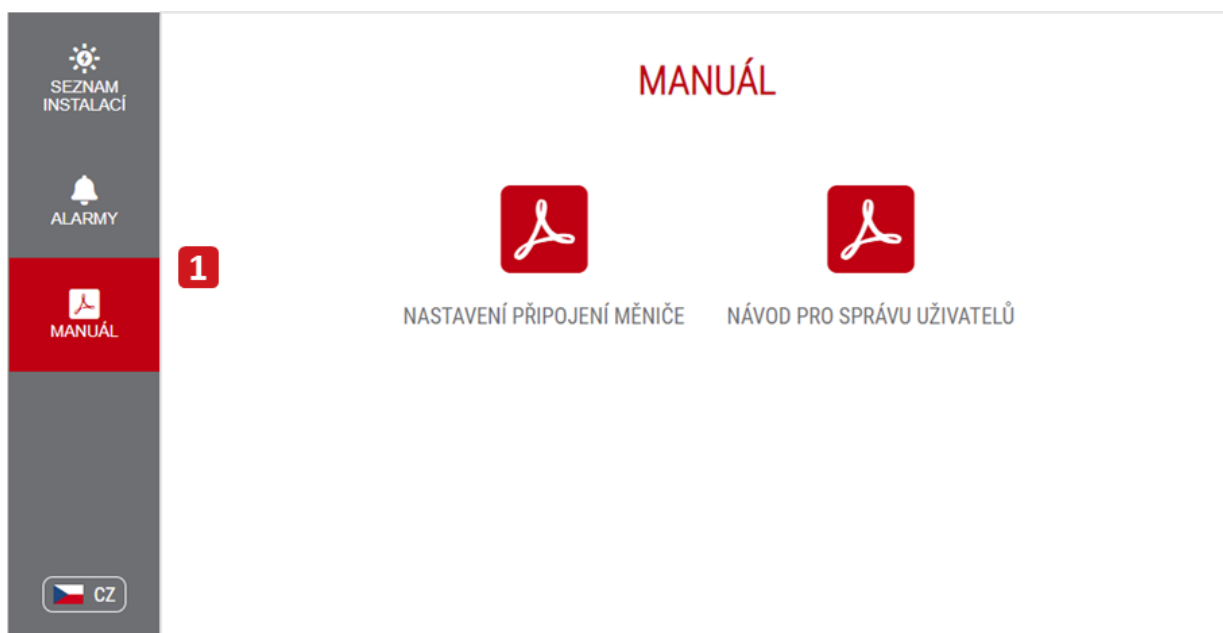 SEZNAM
INSTALACÍ
ALARMY
MANUÁL
CZ
1
MANUÁL
NASTAVENÍ PŘIPOJENÍ MĚNIČE
NÁVOD PRO SPRÁVU UŽIVATELŮ